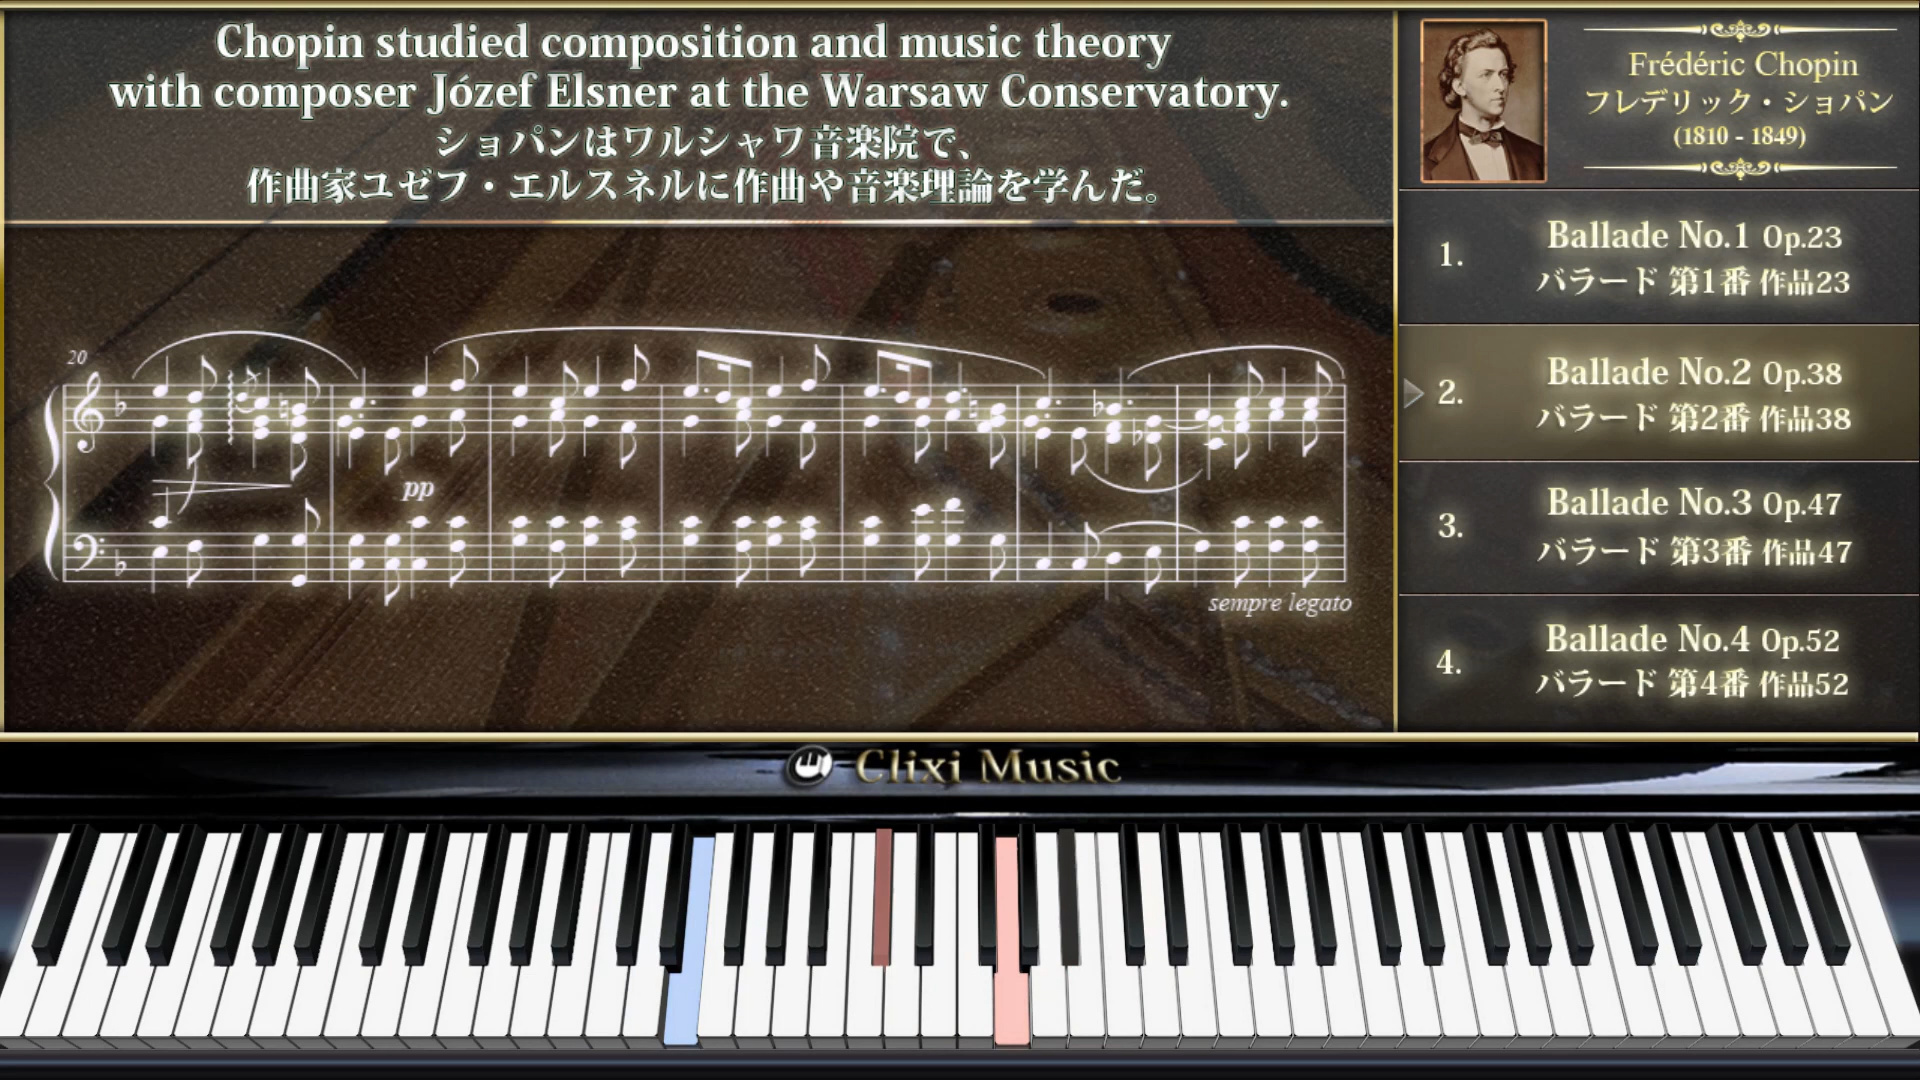 Chopin studied composition and music theory
with composer Józef Elsner at the Warsaw Conservatory.
ショパンはワルシャワ音楽院で、
作曲家ユゼフ・エルスネルに作曲や音楽理論を学んだ。
20
pp
sempre legato
Frédéric Chopin
フレデリック・ショパン
(1810 - 1849)
1. Ballade No.1 Op.23
バラード 第1番 作品23
2. Ballade No.2 Op.38
バラード 第2番 作品38
3. Ballade No.3 Op.47
バラード 第3番 作品47
4. Ballade No.4 Op.52
バラード 第4番 作品52
Clixi Music